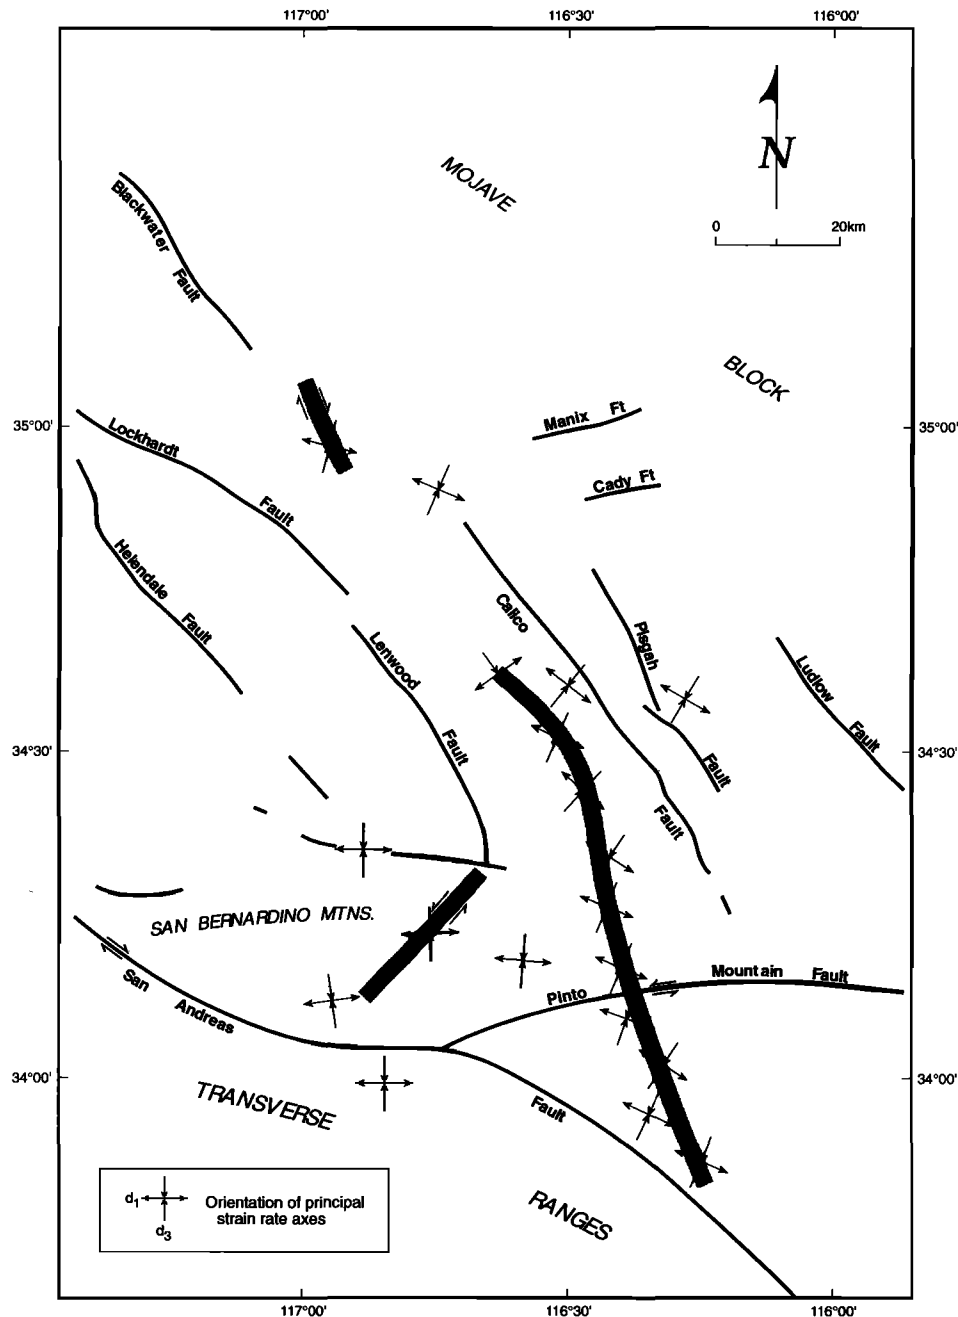 117°00'
116°30'
116°00'
MOJAVE
N
0
20km
Blackwater
Fault
BLOCK
35°00'
35°00'
Manix Ft
Lockhardt
Fault
Cady Ft
Helendale
Fault
Calico
Pisgah
Lenwood
Ludlow
Fault
34°30'
34°30'
Fault
Fault
Fault
SAN BERNARDINO MTNS.
San
Andreas
Mountain
Fault
Pinto
34°00'
34°00'
TRANSVERSE
Fault
RANGES
d1
Orientation of principal
strain rate axes
d3
117°00'
116°30'
116°00'